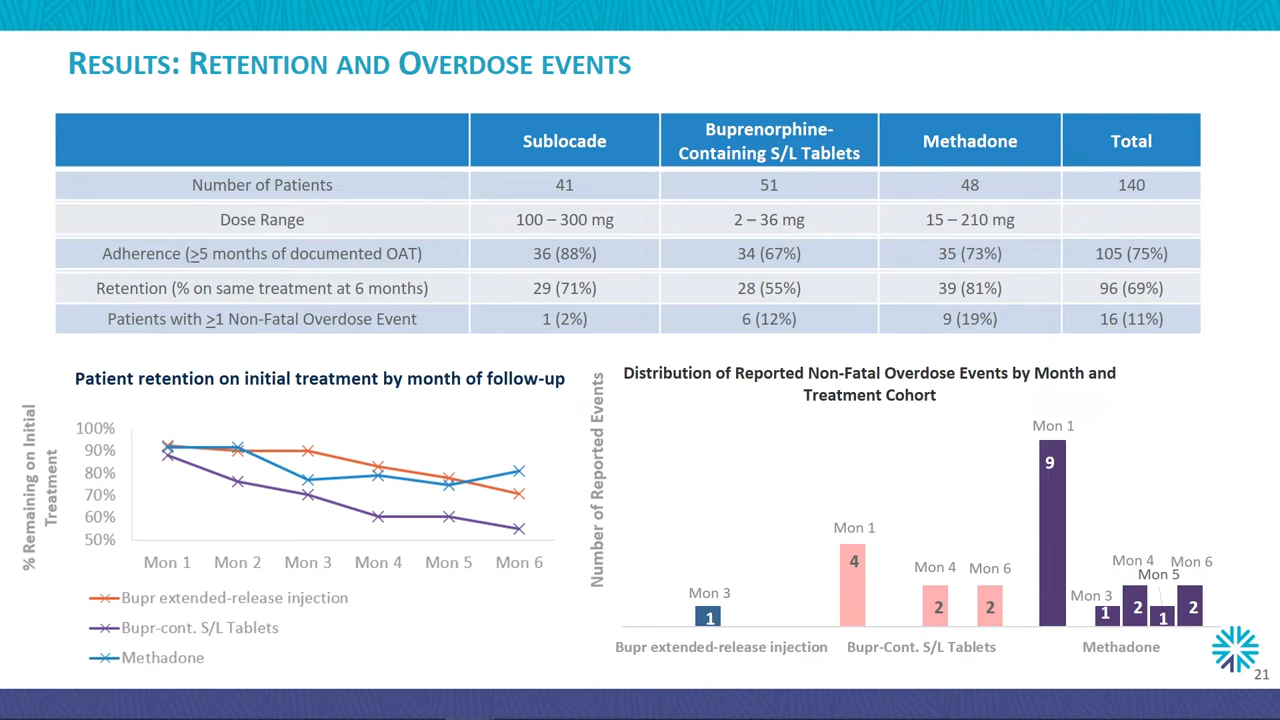 RESULTS: RETENTION AND OVERDOSE EVENTS
Sublocade
Buprenorphine-
Containing S/L Tablets
Methadone
Total
Number of Patients 41 51 48 140
Dose Range 100 – 300 mg 2 – 36 mg 15 – 210 mg
Adherence (>5 months of documented OAT) 36 (88%) 34 (67%) 35 (73%) 105 (75%)
Retention (% on same treatment at 6 months) 29 (71%) 28 (55%) 39 (81%) 96 (69%)
Patients with >1 Non-Fatal Overdose Event 1 (2%) 6 (12%) 9 (19%) 16 (11%)
Patient retention on initial treatment by month of follow-up
% Remaining on Initial
Treatment
100%
90%
80%
70%
60%
50%
Mon 1 Mon 2 Mon 3 Mon 4 Mon 5 Mon 6
Bupr extended-release injection
Bupr-cont. S/L Tablets
Methadone
Distribution of Reported Non-Fatal Overdose Events by Month and
Treatment Cohort
Number of Reported Events
Mon 3
1
Mon 1
4
Mon 4
2
Mon 6
2
Mon 1
9
Mon 3
1
Mon 4
2
Mon 5
1
Mon 6
2
Bupr extended-release injection
Bupr-Cont. S/L Tablets
Methadone
21